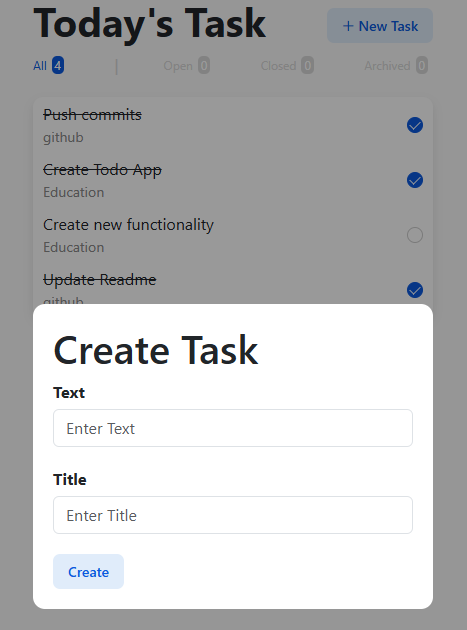 Today's Task
+ New Task
All 4 | Open 0 Closed 0 Archived 0
Push commits
github
Create Todo App
Education
Create new functionality
Education
Update Readme
github
Create Task
Text
Enter Text
Title
Enter Title
Create